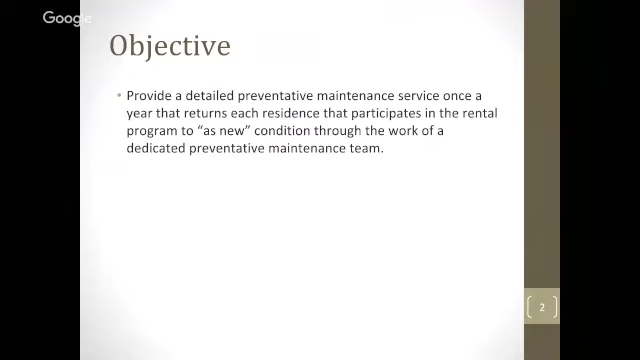 Google
Objective
• Provide a detailed preventative maintenance service once a
year that returns each residence that participates in the rental
program to “as new” condition through the work of a
dedicated preventative maintenance team.
2